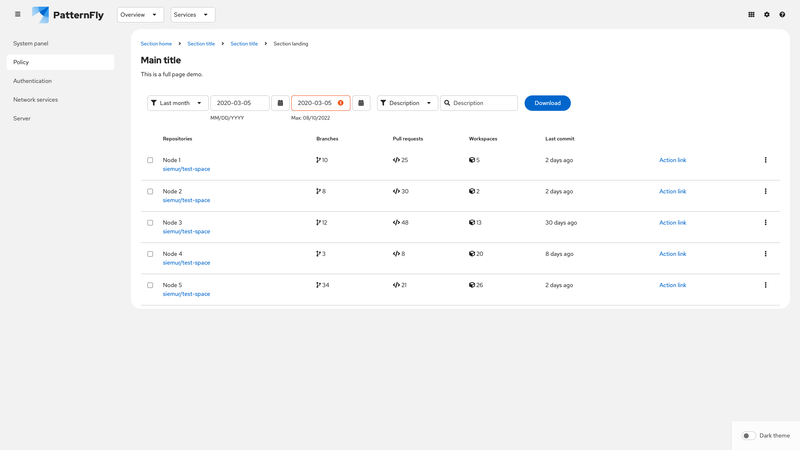 PatternFly
Overview
Services
System panel
Policy
Authentication
Network services
Server
Section home
Section title
Section title
Section landing
Main title
This is a full page demo.
Last month
2020-03-05
MM/DD/YYYY
2020-03-05
Max: 08/10/2022
Description
Description
Download
Repositories Branches Pull requests Workspaces Last commit
Node 1 10 25 5 2 days ago Action link
siemur/test-space
Node 2 8 30 2 2 days ago Action link
siemur/test-space
Node 3 12 48 13 30 days ago Action link
siemur/test-space
Node 4 3 8 20 8 days ago Action link
siemur/test-space
Node 5 34 21 26 2 days ago Action link
siemur/test-space
Dark theme